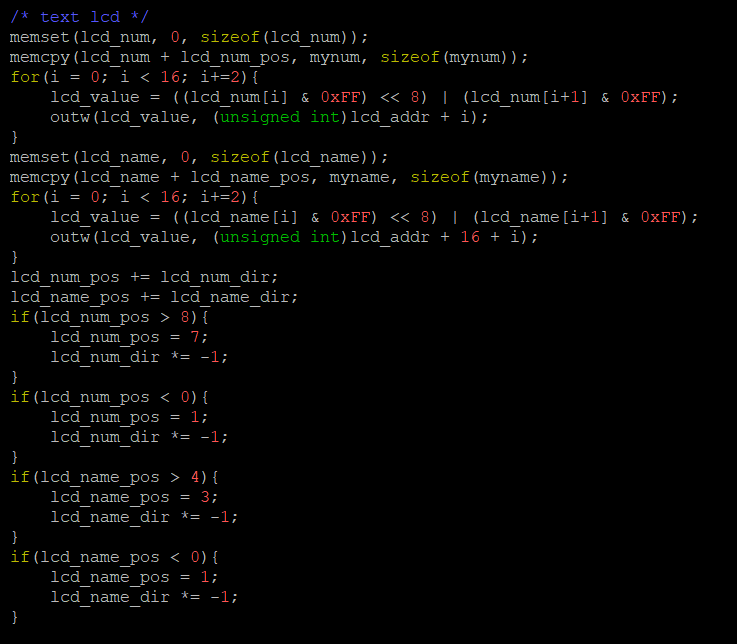 /* text lcd */
memset(lcd_num, 0, sizeof(lcd_num));
memcpy(lcd_num + lcd_num_pos, mynum, sizeof(mynum));
for(i = 0; i < 16; i+=2){
    lcd_value = ((lcd_num[i] & 0xFF) << 8) | (lcd_num[i+1] & 0xFF);
    outw(lcd_value, (unsigned int)lcd_addr + i);
}
memset(lcd_name, 0, sizeof(lcd_name));
memcpy(lcd_name + lcd_name_pos, myname, sizeof(myname));
for(i = 0; i < 16; i+=2){
    lcd_value = ((lcd_name[i] & 0xFF) << 8) | (lcd_name[i+1] & 0xFF);
    outw(lcd_value, (unsigned int)lcd_addr + 16 + i);
}
lcd_num_pos += lcd_num_dir;
lcd_name_pos += lcd_name_dir;
if(lcd_num_pos > 8){
    lcd_num_pos = 7;
    lcd_num_dir *= -1;
}
if(lcd_num_pos < 0){
    lcd_num_pos = 1;
    lcd_num_dir *= -1;
}
if(lcd_name_pos > 4){
    lcd_name_pos = 3;
    lcd_name_dir *= -1;
}
if(lcd_name_pos < 0){
    lcd_name_pos = 1;
    lcd_name_dir *= -1;
}